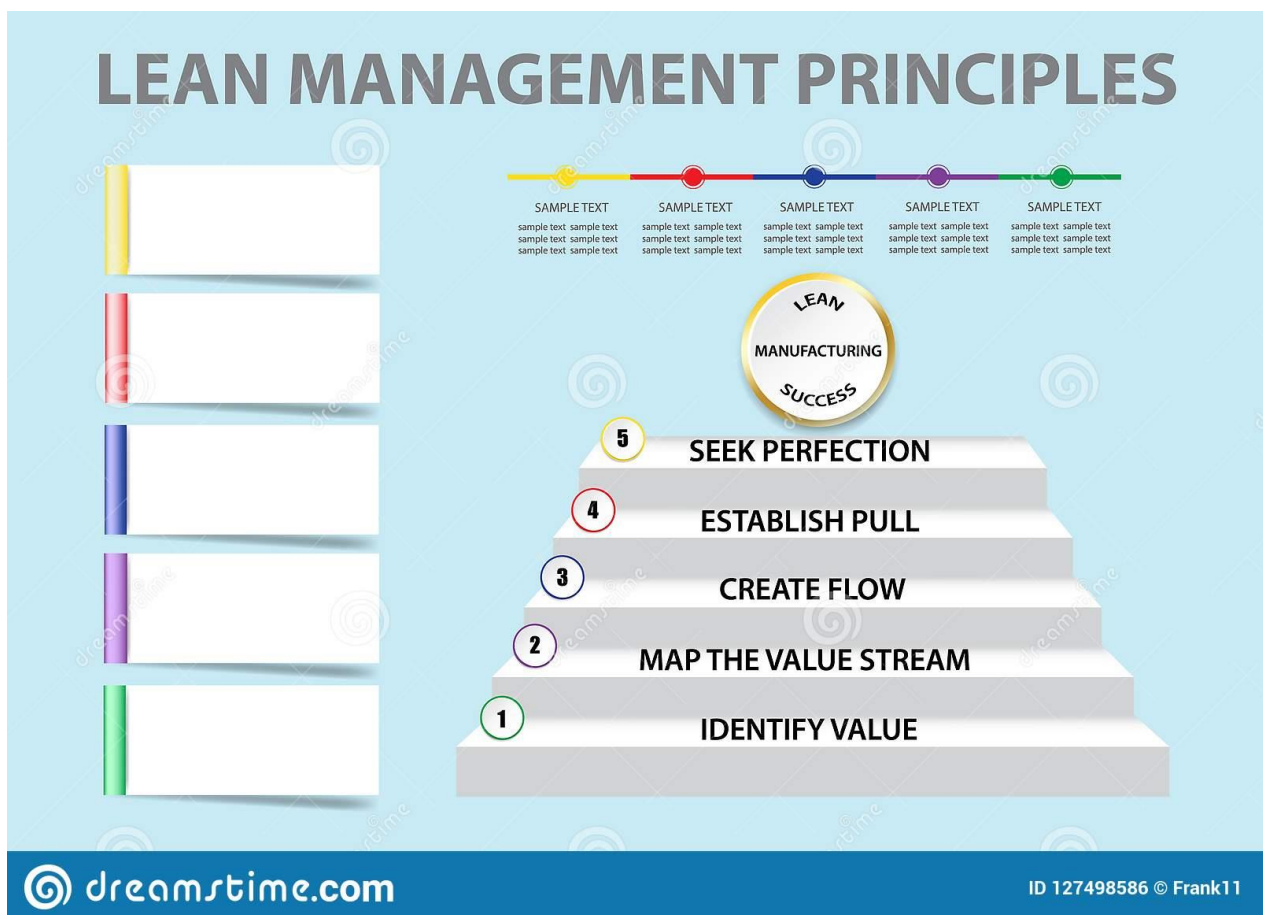 LEAN MANAGEMENT PRINCIPLES
SAMPLE TEXT
sample text sample text
sample text sample text
sample text sample text
SAMPLE TEXT
sample text sample text
sample text sample text
sample text sample text
SAMPLE TEXT
sample text sample text
sample text sample text
sample text sample text
SAMPLE TEXT
sample text sample text
sample text sample text
sample text sample text
SAMPLE TEXT
sample text sample text
sample text sample text
sample text sample text
LEAN
MANUFACTURING
SUCCESS
5 SEEK PERFECTION
4 ESTABLISH PULL
3 CREATE FLOW
2 MAP THE VALUE STREAM
1 IDENTIFY VALUE
dreamstime.com
ID 127498586 © Frank11